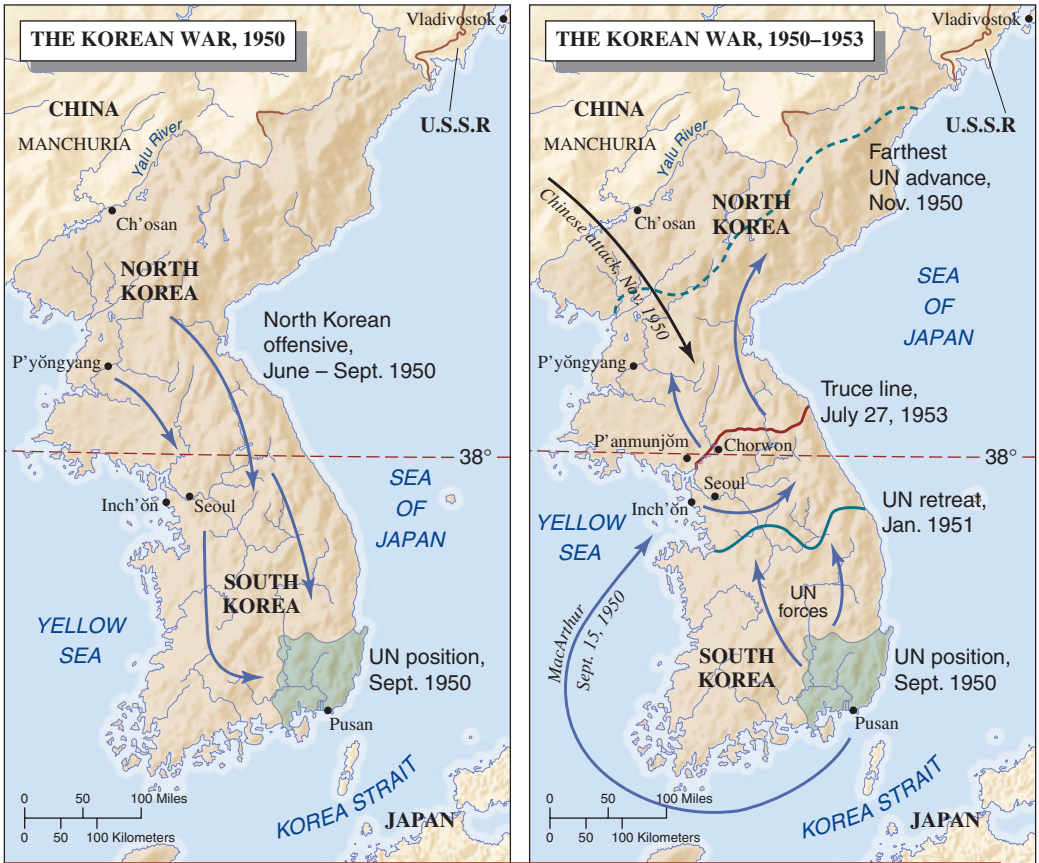 THE KOREAN WAR, 1950
Vladivostok
CHINA
MANCHURIA
Yalu River
U.S.S.R
Ch'osan
NORTH
KOREA
North Korean
offensive,
June – Sept. 1950
P'yŏngyang
38°
Inch'ŏn
Seoul
SEA
OF
JAPAN
SOUTH
KOREA
YELLOW
SEA
UN position,
Sept. 1950
Pusan
0 50 100 Miles
0 50 100 Kilometers
KOREA STRAIT
JAPAN
THE KOREAN WAR, 1950–1953
Vladivostok
CHINA
MANCHURIA
Yalu River
U.S.S.R
Farthest
UN advance,
Nov. 1950
Chinese attack, Nov. 1950
Ch'osan
NORTH
KOREA
SEA
OF
JAPAN
P'yŏngyang
Truce line,
July 27, 1953
P'anmunjŏm
Chorwon
38°
Seoul
Inch'ŏn
UN retreat,
Jan. 1951
YELLOW
SEA
UN
forces
MacArthur
Sept. 15, 1950
SOUTH
KOREA
UN position,
Sept. 1950
Pusan
0 50 100 Miles
0 50 100 Kilometers
KOREA STRAIT
JAPAN